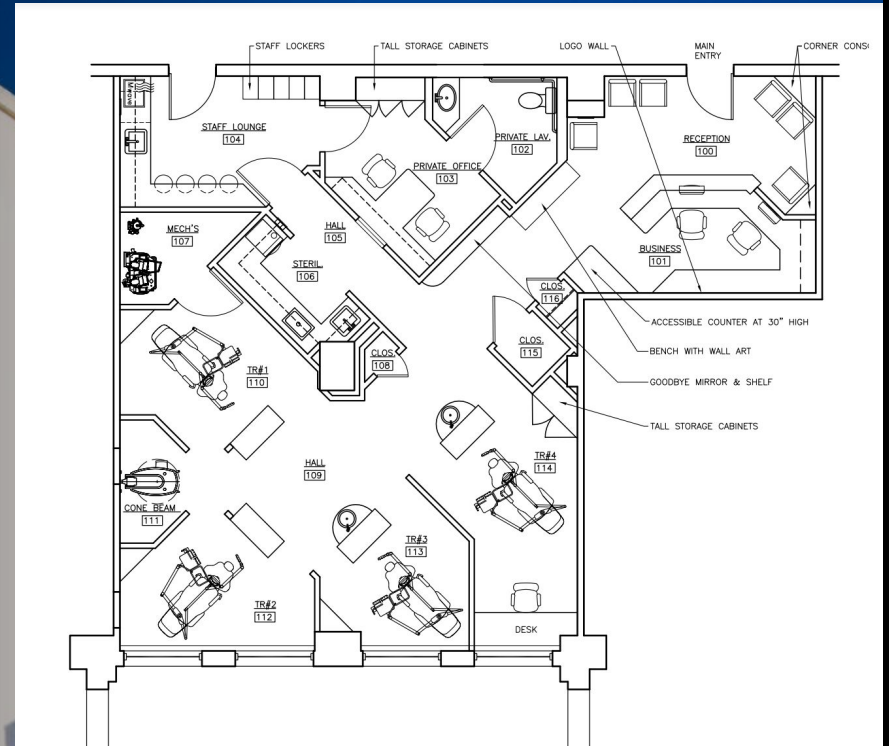 STAFF LOCKERS
TALL STORAGE CABINETS
LOGO WALL
MAIN
ENTRY
CORNER CONS
STAFF LOUNGE
104
PRIVATE LAV.
102
RECEPTION
100
PRIVATE OFFICE
103
MECH'S
107
HALL
105
BUSINESS
101
STERIL.
106
CLOS.
116
ACCESSIBLE COUNTER AT 30" HIGH
CLOS.
115
BENCH WITH WALL ART
CLOS.
108
TR#1
110
GOODBYE MIRROR & SHELF
TALL STORAGE CABINETS
TR#4
114
HALL
109
CONE BEAM
111
TR#3
113
TR#2
112
DESK